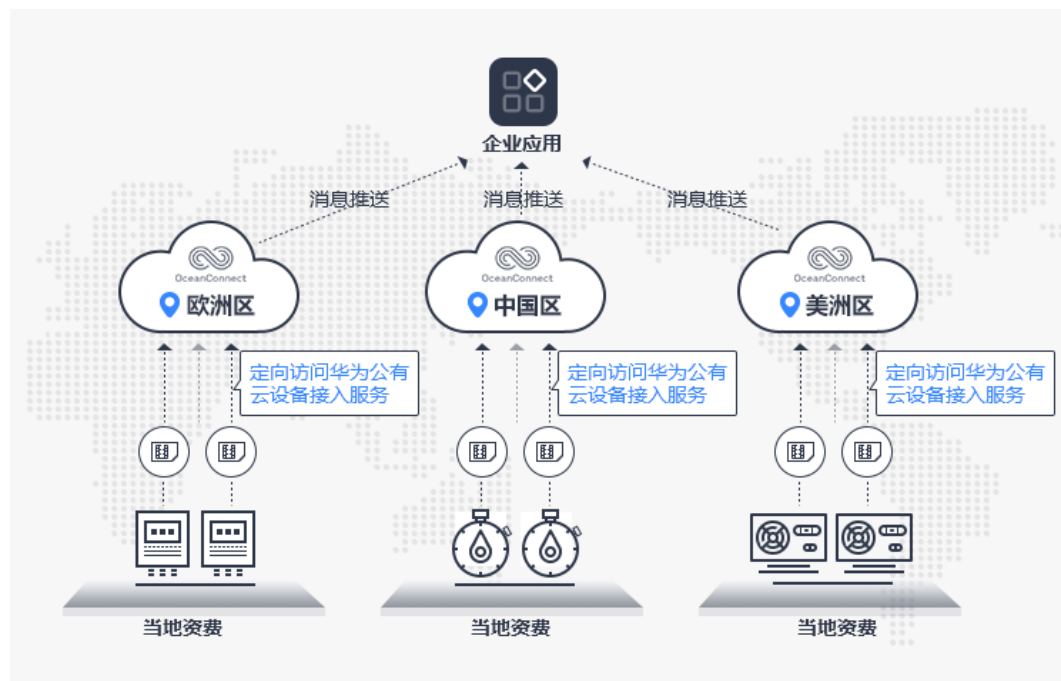 企业应用
消息推送
消息推送
消息推送
OceanConnect
欧洲区
OceanConnect
中国区
OceanConnect
美洲区
定向访问华为公有
云设备接入服务
定向访问华为公有
云设备接入服务
定向访问华为公有
云设备接入服务
当地资费
当地资费
当地资费